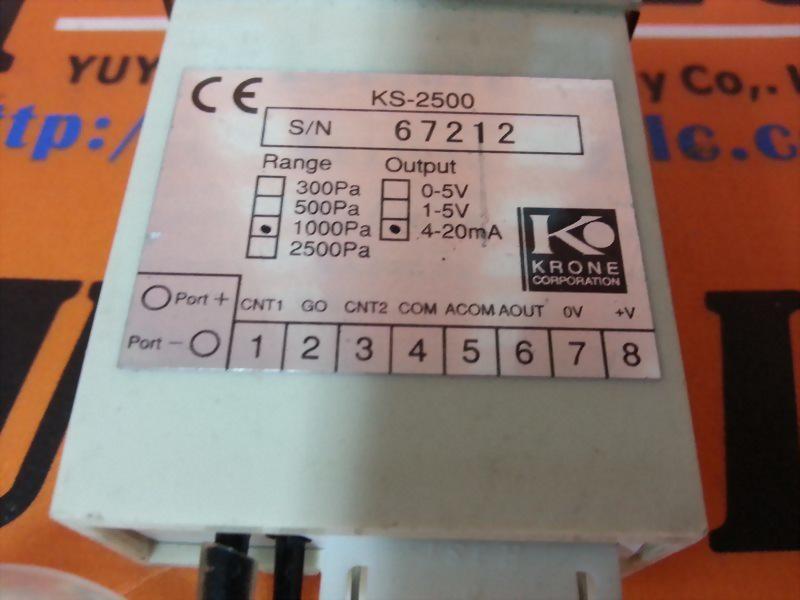 YUY
y Co,.
http:/
lc.c
CE
KS-2500
S/N 67212
Range
300Pa
500Pa
1000Pa
2500Pa
Output
0-5V
1-5V
4-20mA
KRONE
CORPORATION
Port +
Port -
CNT1 GO CNT2 COM ACOM AOUT 0V +V
1 2 3 4 5 6 7 8